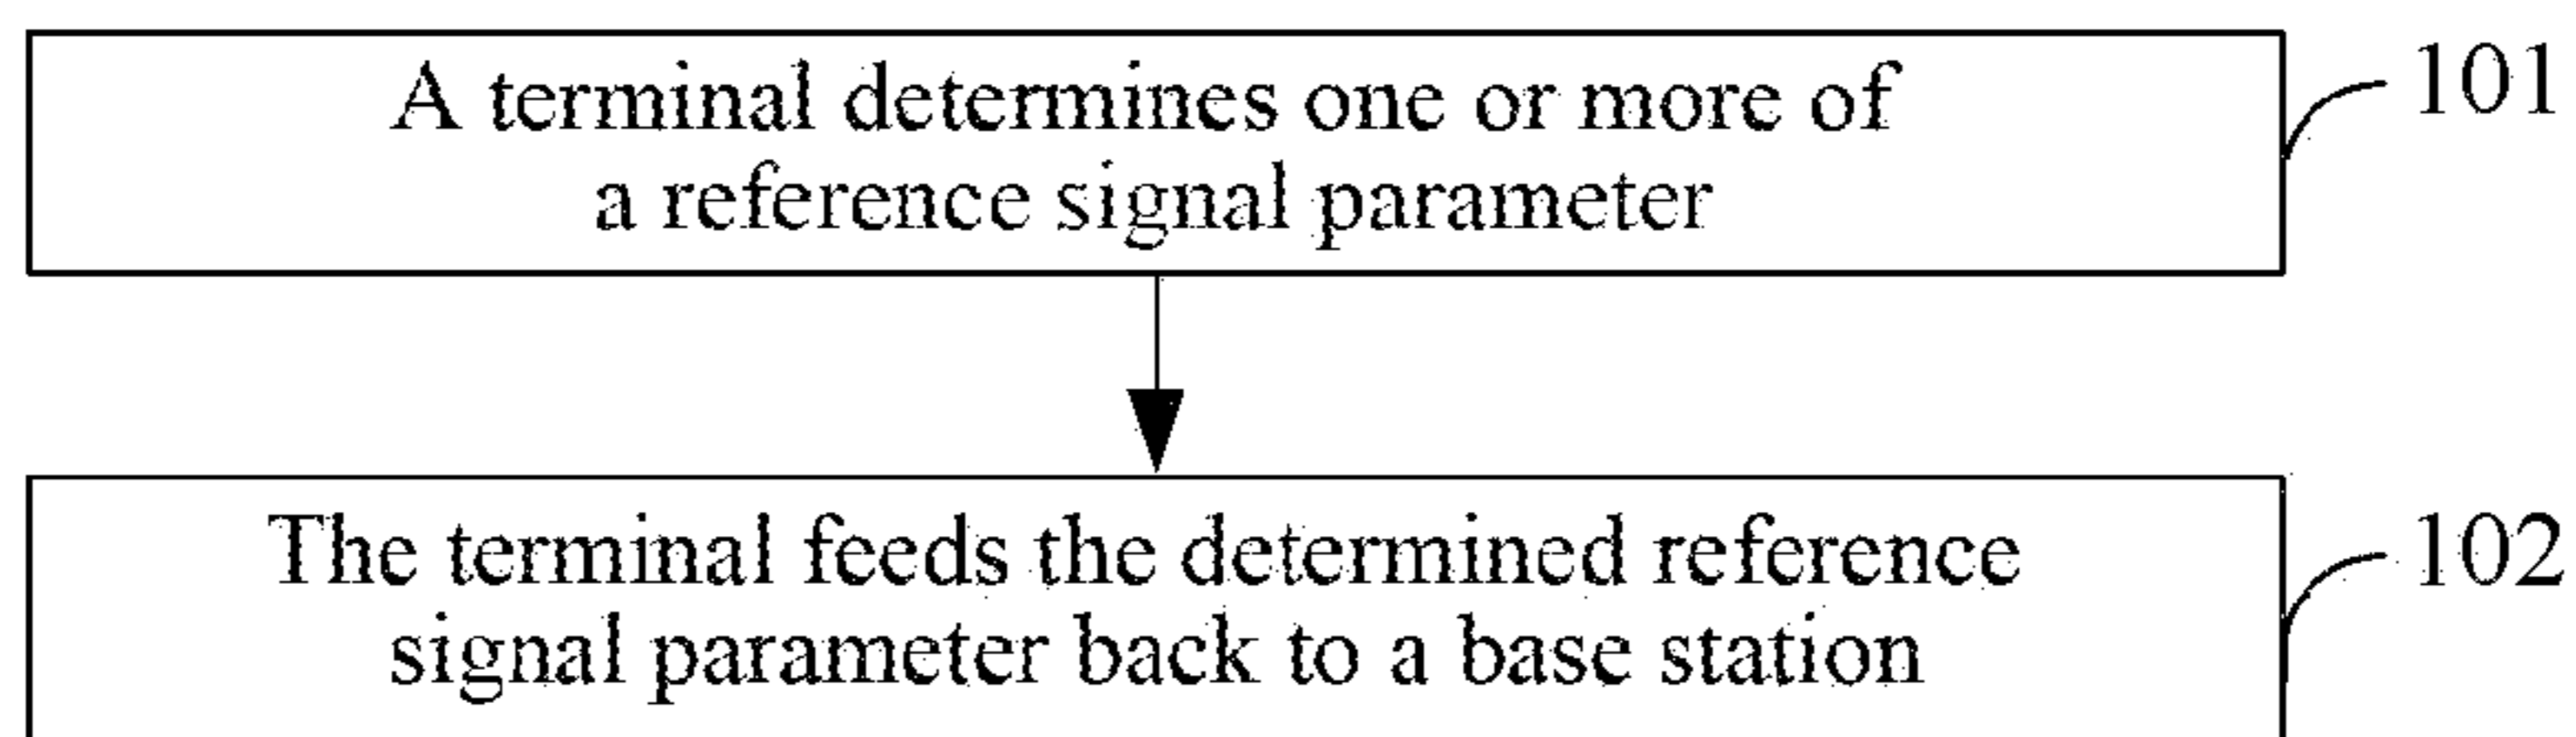 A terminal determines one or more of
a reference signal parameter
101
The terminal feeds the determined reference
signal parameter back to a base station
102